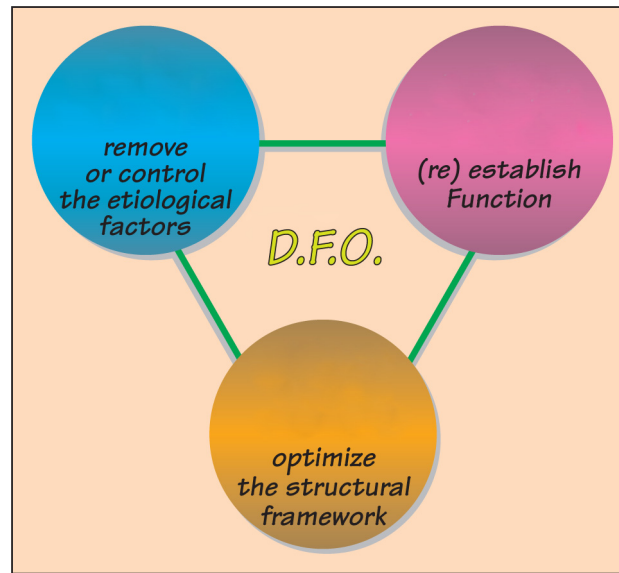 remove
or control
the etiological
factors
(re) establish
Function
D.F.O.
optimize
the structural
framework